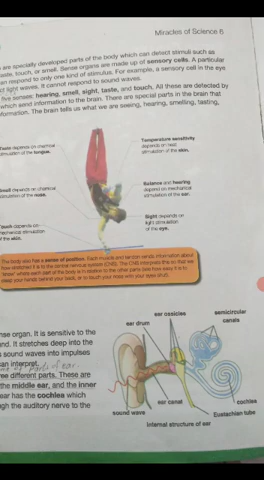 Miracles of Science 6
are specially developed parts of the body which can detect stimuli such as
taste, touch, or smell. Sense organs are made up of sensory cells. A particular
can respond to only one kind of stimulus. For example, a sensory cell in the eye
light waves. It cannot respond to sound waves.
five senses: hearing, smell, sight, taste, and touch. All these are detected by
which send information to the brain. There are special parts in the brain that
information. The brain tells us what we are seeing, hearing, smelling, tasting,
Taste depends on chemical
stimulation of the tongue.
Temperature sensitivity
depends on heat
stimulation of the skin.
Smell depends on chemical
stimulation of the nose.
Balance and hearing
depend on mechanical
stimulation of the ear.
Touch depends on
mechanical stimulation
of the skin.
Sight depends on
light stimulation
of the eye.
The body also has a sense of position. Each muscle and tendon sends information about
how stretched it is to the central nervous system (CNS). The CNS interprets this so that we
'know' where each part of the body is in relation to the other parts
your hands behind your back, or to touch your knee with your eyes shut).
nse organ. It is sensitive to the
and. It stretches deep into the
s sound waves into impulses
can interpret.
parts of ear
ree different parts. These are
the middle ear, and the inner
ear has the cochlea which
gh the auditory nerve to the
ear ossicles
semicircular
canals
ear drum
ear canal
cochlea
sound wave
Eustachian tube
Internal structure of ear